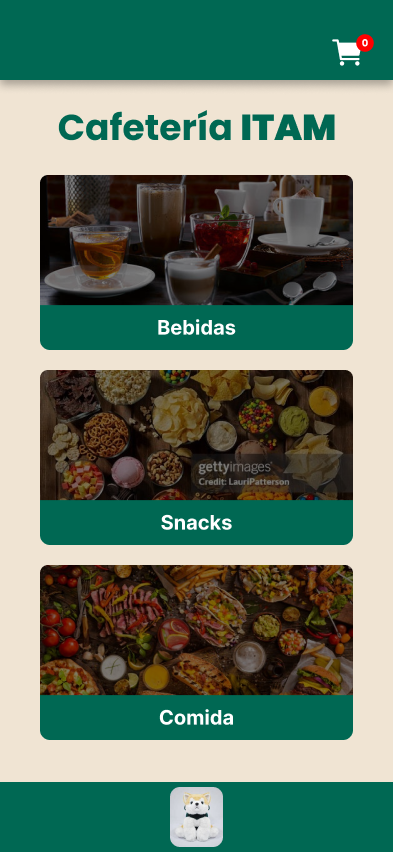 0
Cafetería ITAM
Bebidas
gettyimages®
Credit: LauriPatterson
Snacks
Comida